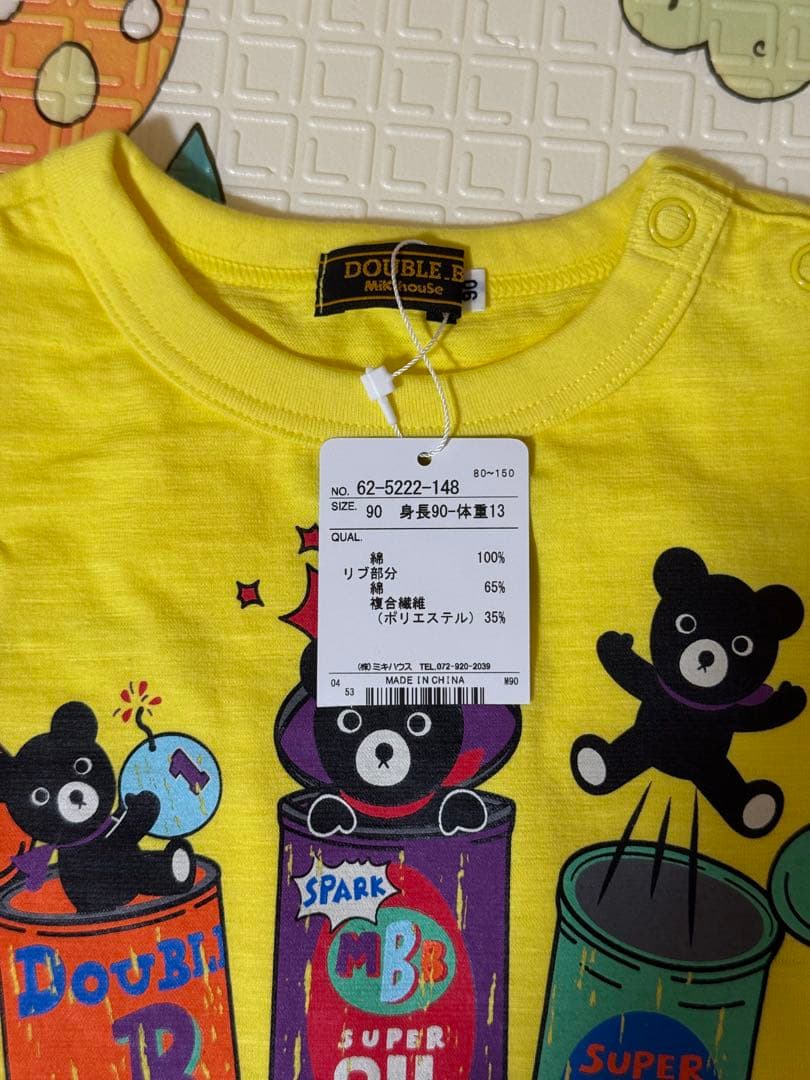 DOUBLE_B
MiKihouSe
90
80~150
NO. 62-5222-148
SIZE. 90 身長90-体重13
QUAL.
綿 100%
リブ部分
綿 65%
複合繊維
(ポリエステル) 35%
(株)ミキハウス TEL.072-920-2039
MADE IN CHINA
04
53
M90
1
SPARK
MBB
SUPER
DOUBL
B
SUPER